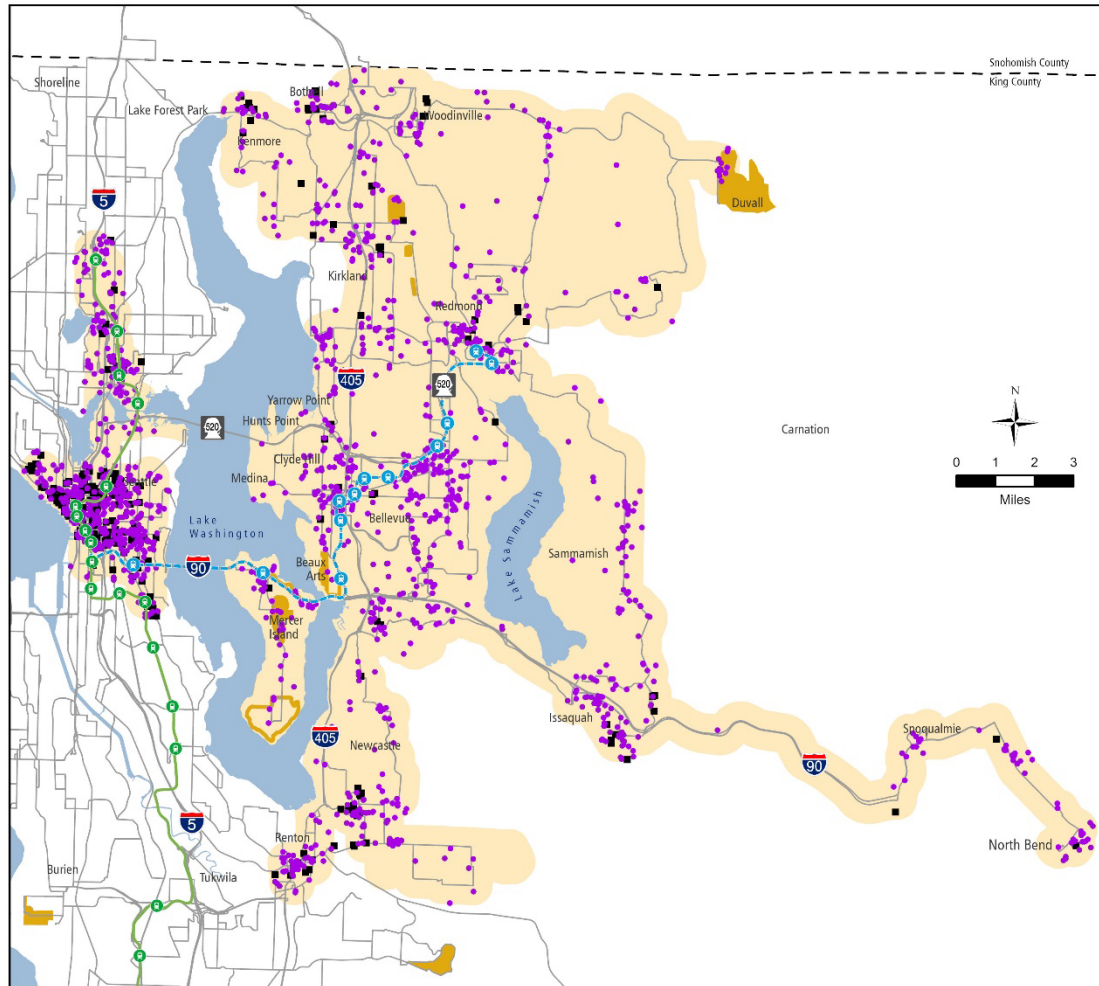 Snohomish County
King County
Shoreline
Lake Forest Park
Bothell
Woodinville
Kenmore
5
Duvall
Kirkland
Redmond
405
520
Yarrow Point
Hunts Point
520
Carnation
N
0 1 2 3
Miles
Clyde Hill
Medina
Seattle
Lake
Washington
Bellevue
Lake Sammamish
Sammamish
90
Beaux
Arts
Mercer
Island
Issaquah
405
Newcastle
Snoqualmie
90
5
Renton
North Bend
Burien
Tukwila